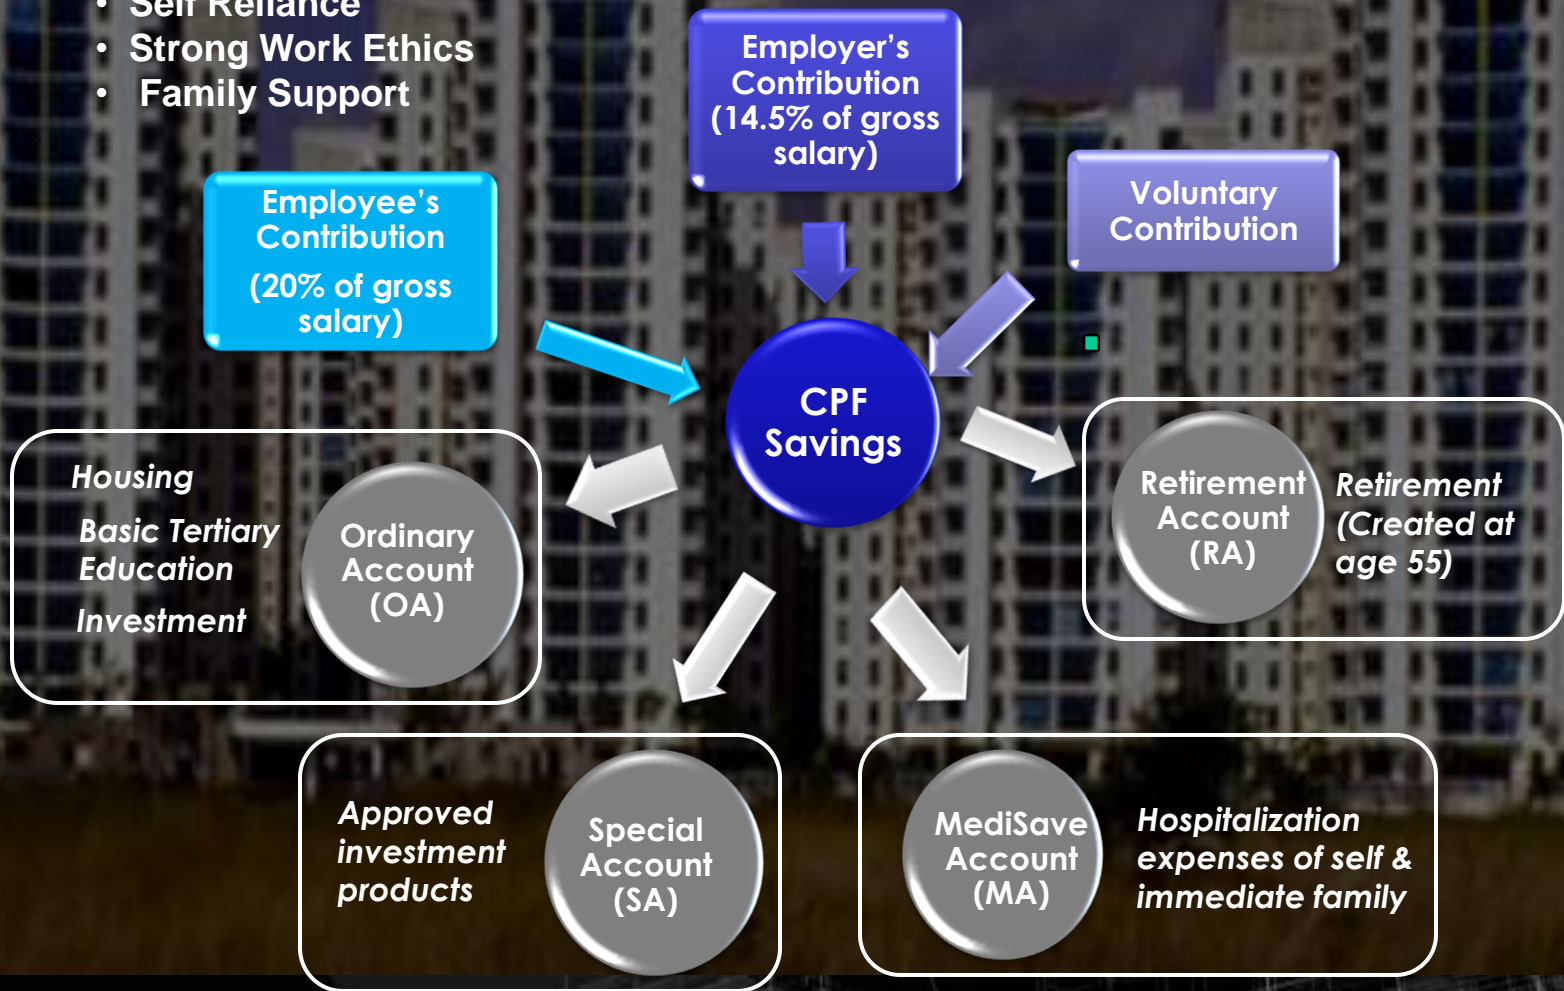 • Self Reliance
• Strong Work Ethics
• Family Support
Employer’s
Contribution
(14.5% of gross
salary)
Employee’s
Contribution
(20% of gross
salary)
Voluntary
Contribution
CPF
Savings
Housing
Basic Tertiary
Education
Investment
Ordinary
Account
(OA)
Retirement
Account
(RA)
Retirement
(Created at
age 55)
Approved
investment
products
Special
Account
(SA)
MediSave
Account
(MA)
Hospitalization
expenses of self &
immediate family